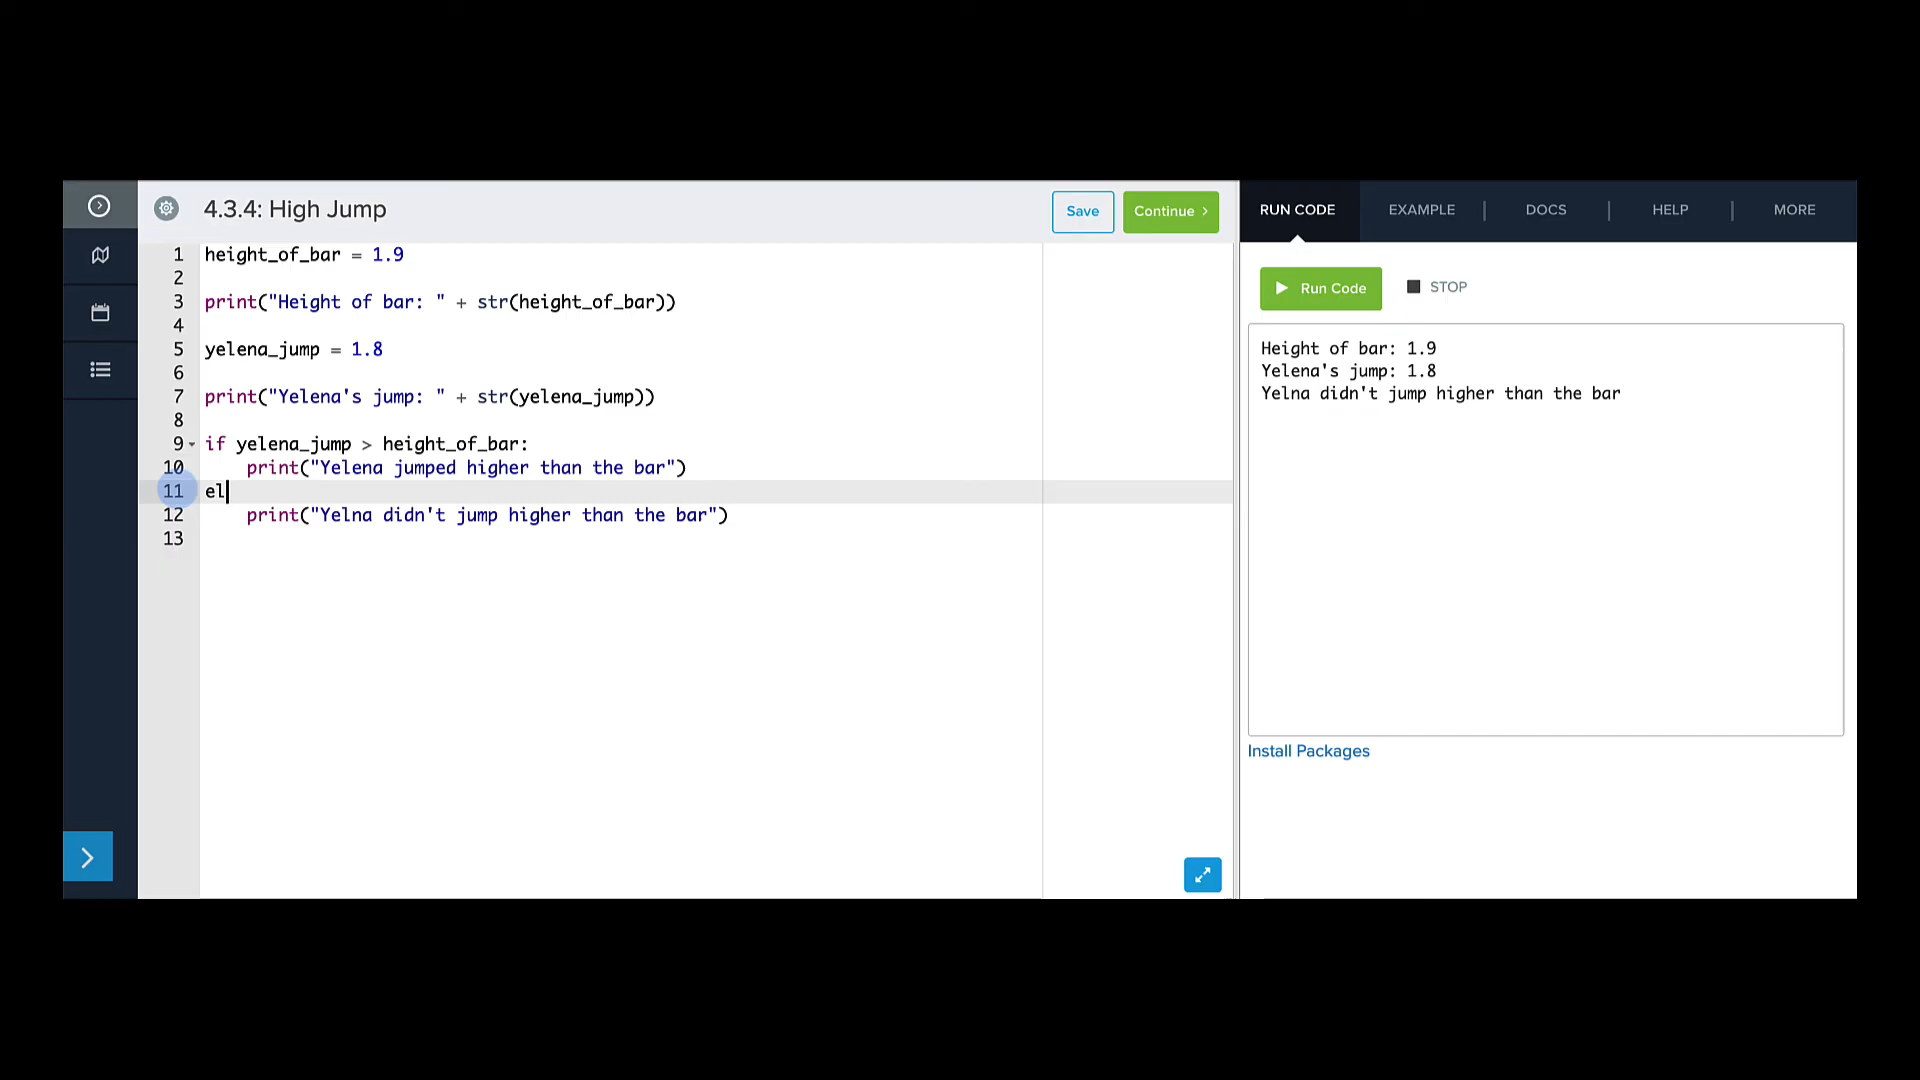 4.3.4: High Jump
Save
Continue
RUN CODE
EXAMPLE
DOCS
HELP
MORE
1 height_of_bar = 1.9
2
3 print("Height of bar: " + str(height_of_bar))
4
5 yelena_jump = 1.8
6
7 print("Yelena's jump: " + str(yelena_jump))
8
9 if yelena_jump > height_of_bar:
10 print("Yelena jumped higher than the bar")
11 el
12 print("Yelna didn't jump higher than the bar")
13
Run Code
STOP
Height of bar: 1.9
Yelena's jump: 1.8
Yelna didn't jump higher than the bar
Install Packages